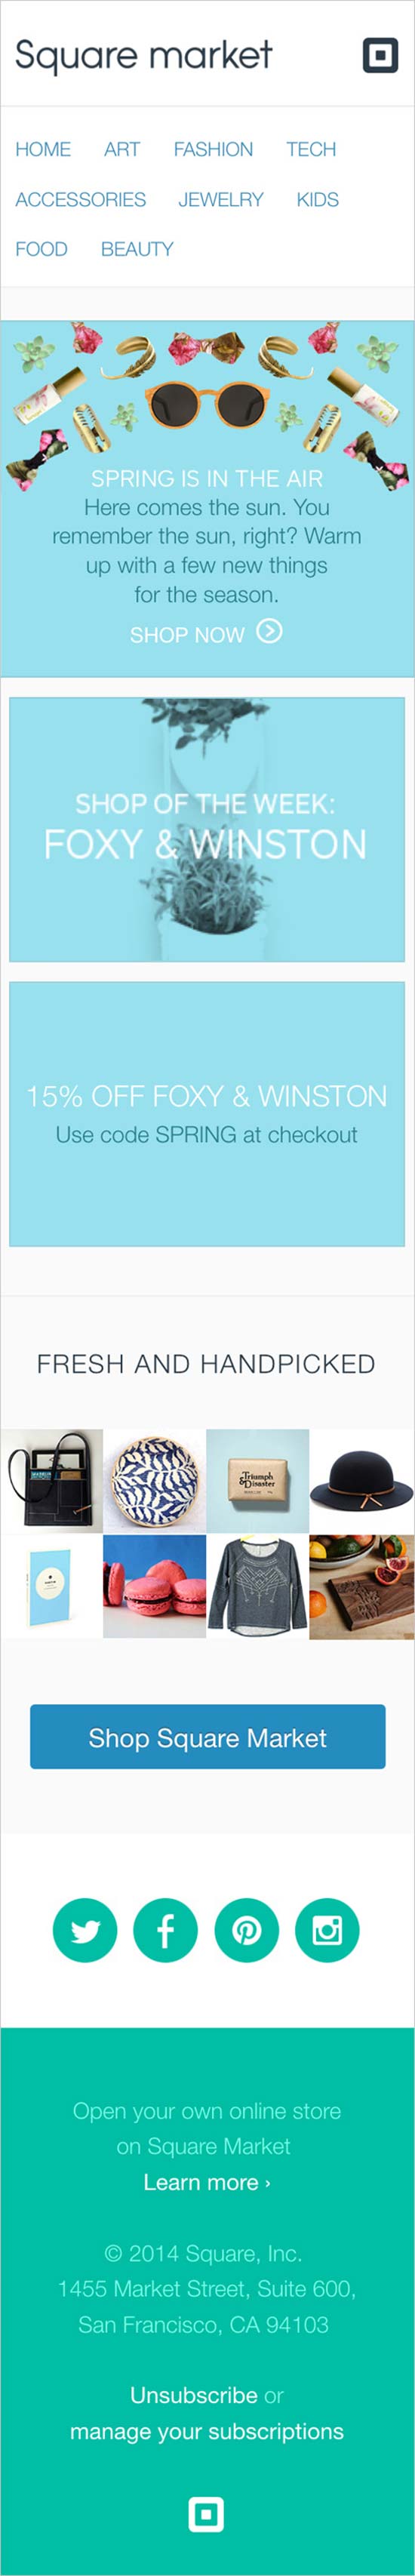 Square market
HOME ART FASHION TECH
ACCESSORIES JEWELRY KIDS
FOOD BEAUTY
SPRING IS IN THE AIR
Here comes the sun. You
remember the sun, right? Warm
up with a few new things
for the season.
SHOP NOW
SHOP OF THE WEEK:
FOXY & WINSTON
15% OFF FOXY & WINSTON
Use code SPRING at checkout
FRESH AND HANDPICKED
Triumph
& Disaster
Shop Square Market
Open your own online store
on Square Market
Learn more ›
© 2014 Square, Inc.
1455 Market Street, Suite 600,
San Francisco, CA 94103
Unsubscribe or
manage your subscriptions